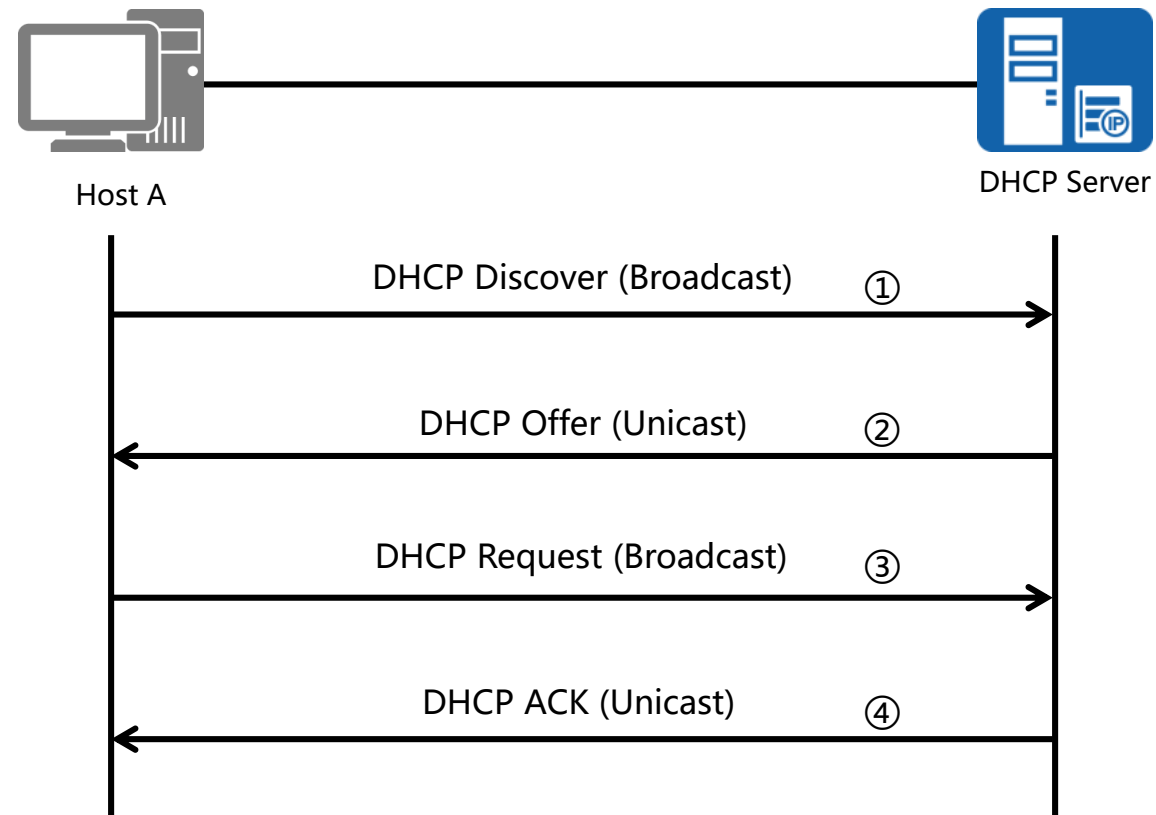 IP
Host A
DHCP Server
DHCP Discover (Broadcast) ①
DHCP Offer (Unicast) ②
DHCP Request (Broadcast) ③
DHCP ACK (Unicast) ④